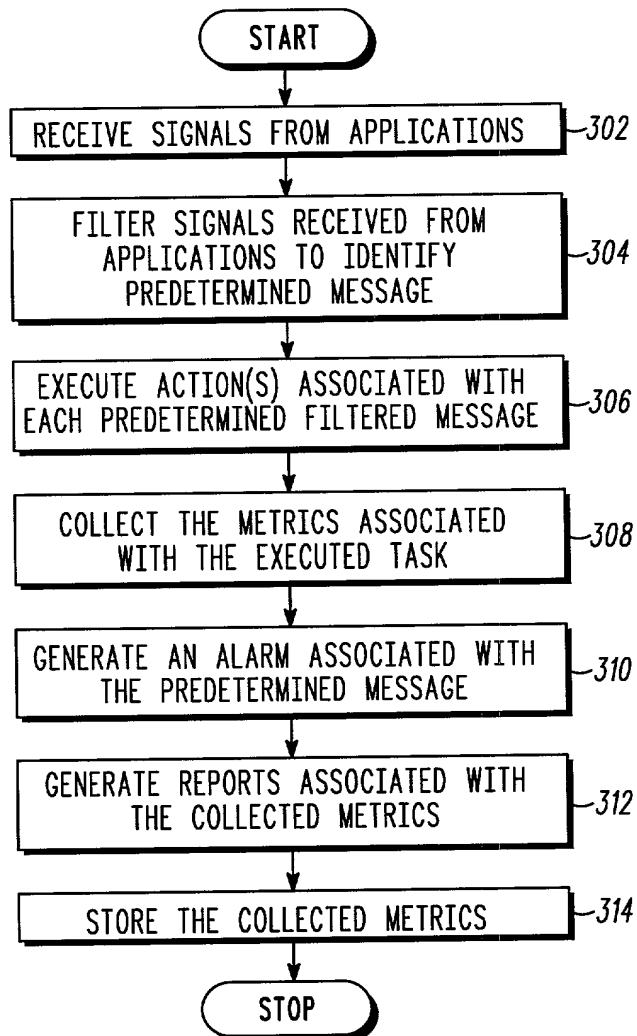 START
RECEIVE SIGNALS FROM APPLICATIONS
302
FILTER SIGNALS RECEIVED FROM
APPLICATIONS TO IDENTIFY
PREDETERMINED MESSAGE
304
EXECUTE ACTION(S) ASSOCIATED WITH
EACH PREDETERMINED FILTERED MESSAGE
306
COLLECT THE METRICS ASSOCIATED
WITH THE EXECUTED TASK
308
GENERATE AN ALARM ASSOCIATED WITH
THE PREDETERMINED MESSAGE
310
GENERATE REPORTS ASSOCIATED WITH
THE COLLECTED METRICS
312
STORE THE COLLECTED METRICS
314
STOP